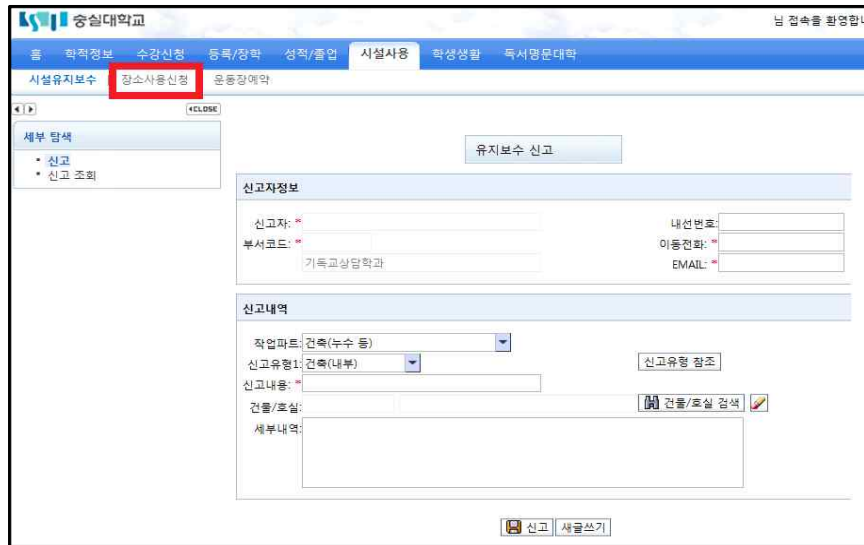 숭실대학교 님 접속을 환영합니
홈 학적정보 수강신청 등록/장학 성적/졸업 시설사용 학생생활 독서명문대학
시설유지보수 장소사용신청 운동장예약
CLOSE
세부 탐색
신고
신고 조회
유지보수 신고
신고자정보
신고자: * 내선번호:
부서코드: * 이동전화: *
기독교상담학과 EMAIL: *
신고내역
작업파트: 건축(누수 등)
신고유형1: 건축(내부) 신고유형 참조
신고내용: *
건물/호실: 건물/호실 검색
세부내역:
신고 새글쓰기